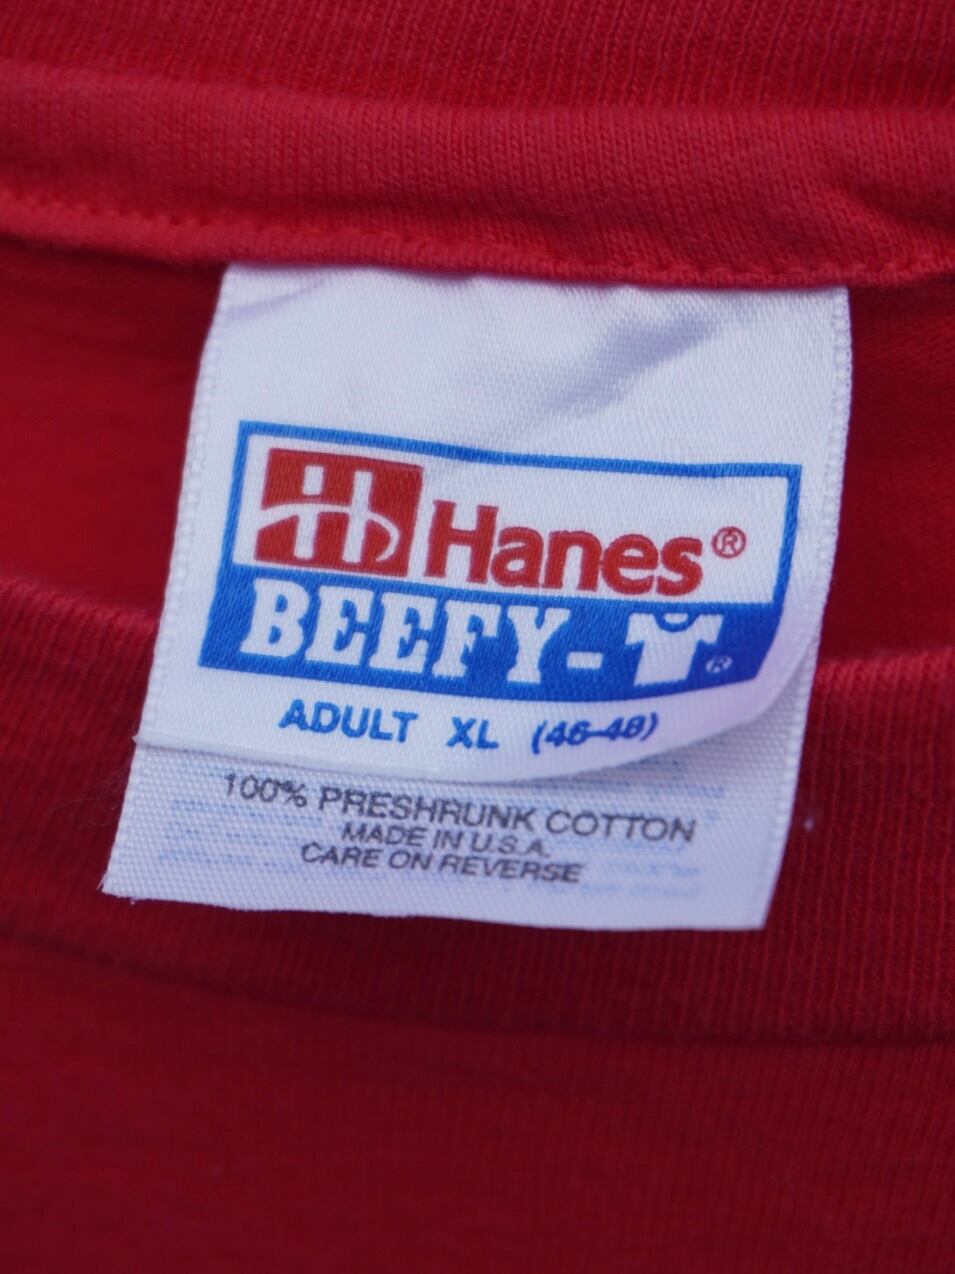 Hanes®
BEEFY-T®
ADULT XL (46-48)
100% PRESHRUNK COTTON
MADE IN U.S.A.
CARE ON REVERSE